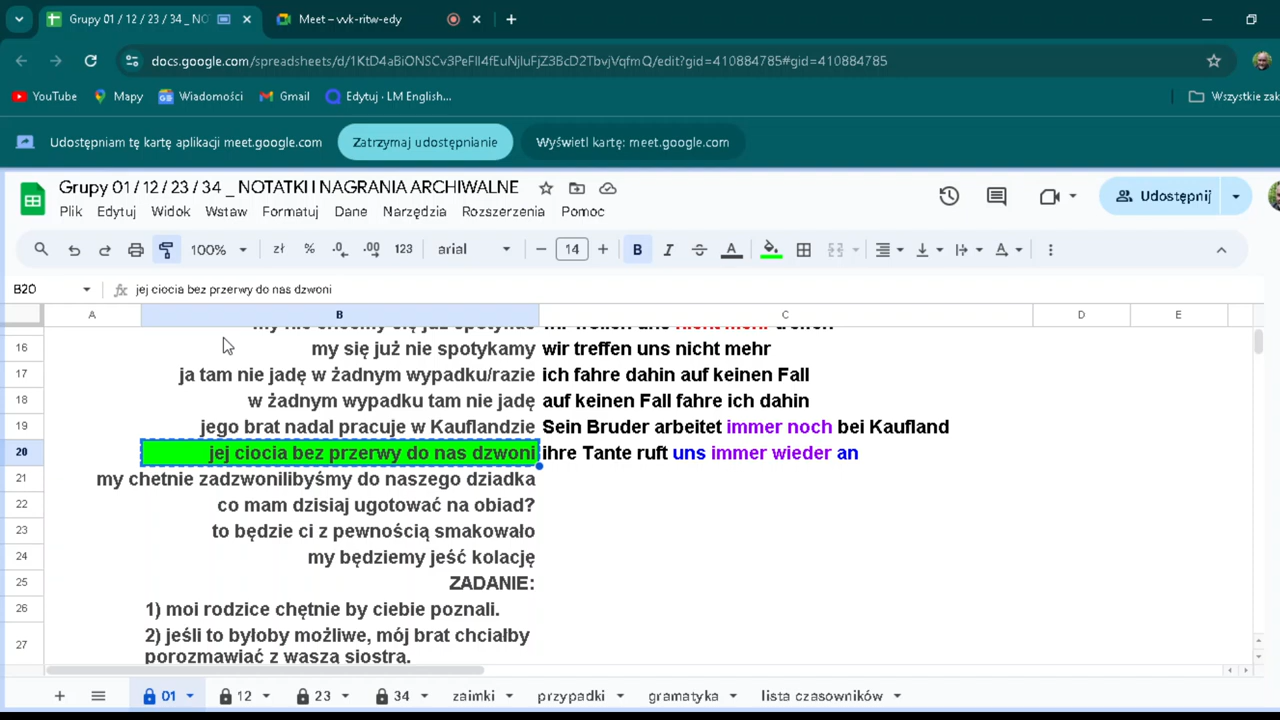 Grupy 01 / 12 / 23 / 34 _ NO
Meet – vvk-ritw-edy
docs.google.com/spreadsheets/d/1KtD4aBiONSCv3PeFlI4fEuNjluFjZ3BcD2TbvjVqfmQ/edit?gid=410884785#gid=410884785
YouTube Mapy Wiadomości Gmail Edytuj · LM English... Wszystkie zak
Udostępniam tę kartę aplikacji meet.google.com Zatrzymaj udostępnianie Wyświetl kartę: meet.google.com
Grupy 01 / 12 / 23 / 34 _ NOTATKI I NAGRANIA ARCHIWALNE
Udostępnij
Plik Edytuj Widok Wstaw Formatuj Dane Narzędzia Rozszerzenia Pomoc
100% zł % .0 .00 123 arial 14 B I A
B20 fx jej ciocia bez przerwy do nas dzwoni
A B C D E
16 my się już nie spotykamy wir treffen uns nicht mehr
17 ja tam nie jadę w żadnym wypadku/razie ich fahre dahin auf keinen Fall
18 w żadnym wypadku tam nie jadę auf keinen Fall fahre ich dahin
19 jego brat nadal pracuje w Kauflandzie Sein Bruder arbeitet immer noch bei Kaufland
20 jej ciocia bez przerwy do nas dzwoni ihre Tante ruft uns immer wieder an
21 my chetnie zadzwonilibyśmy do naszego dziadka
22 co mam dzisiaj ugotować na obiad?
23 to będzie ci z pewnością smakowało
24 my będziemy jeść kolację
25 ZADANIE:
26 1) moi rodzice chętnie by ciebie poznali.
27 2) jeśli to byłoby możliwe, mój brat chciałby
porozmawiać z waszą siostrą.
01 12 23 34 zaimki przypadki gramatyka lista czasowników